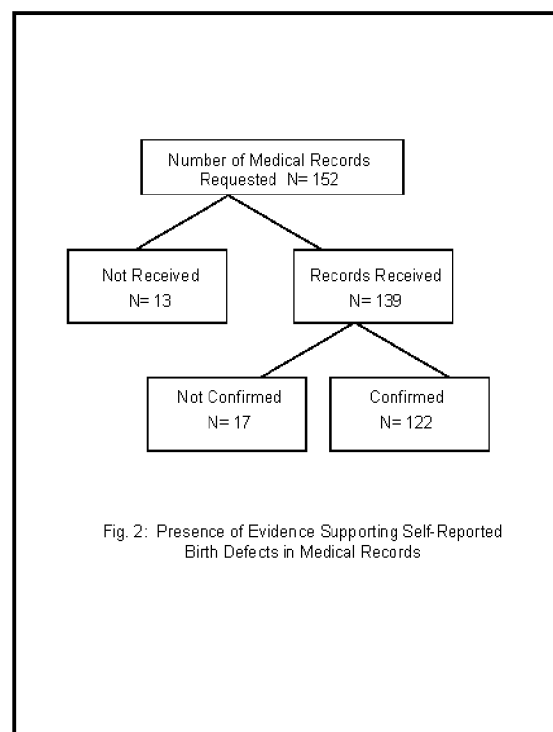 Number of Medical Records
Requested N= 152
Not Received
N= 13
Records Received
N= 139
Not Confirmed
N= 17
Confirmed
N= 122
Fig. 2: Presence of Evidence Supporting Self-Reported
Birth Defects in Medical Records